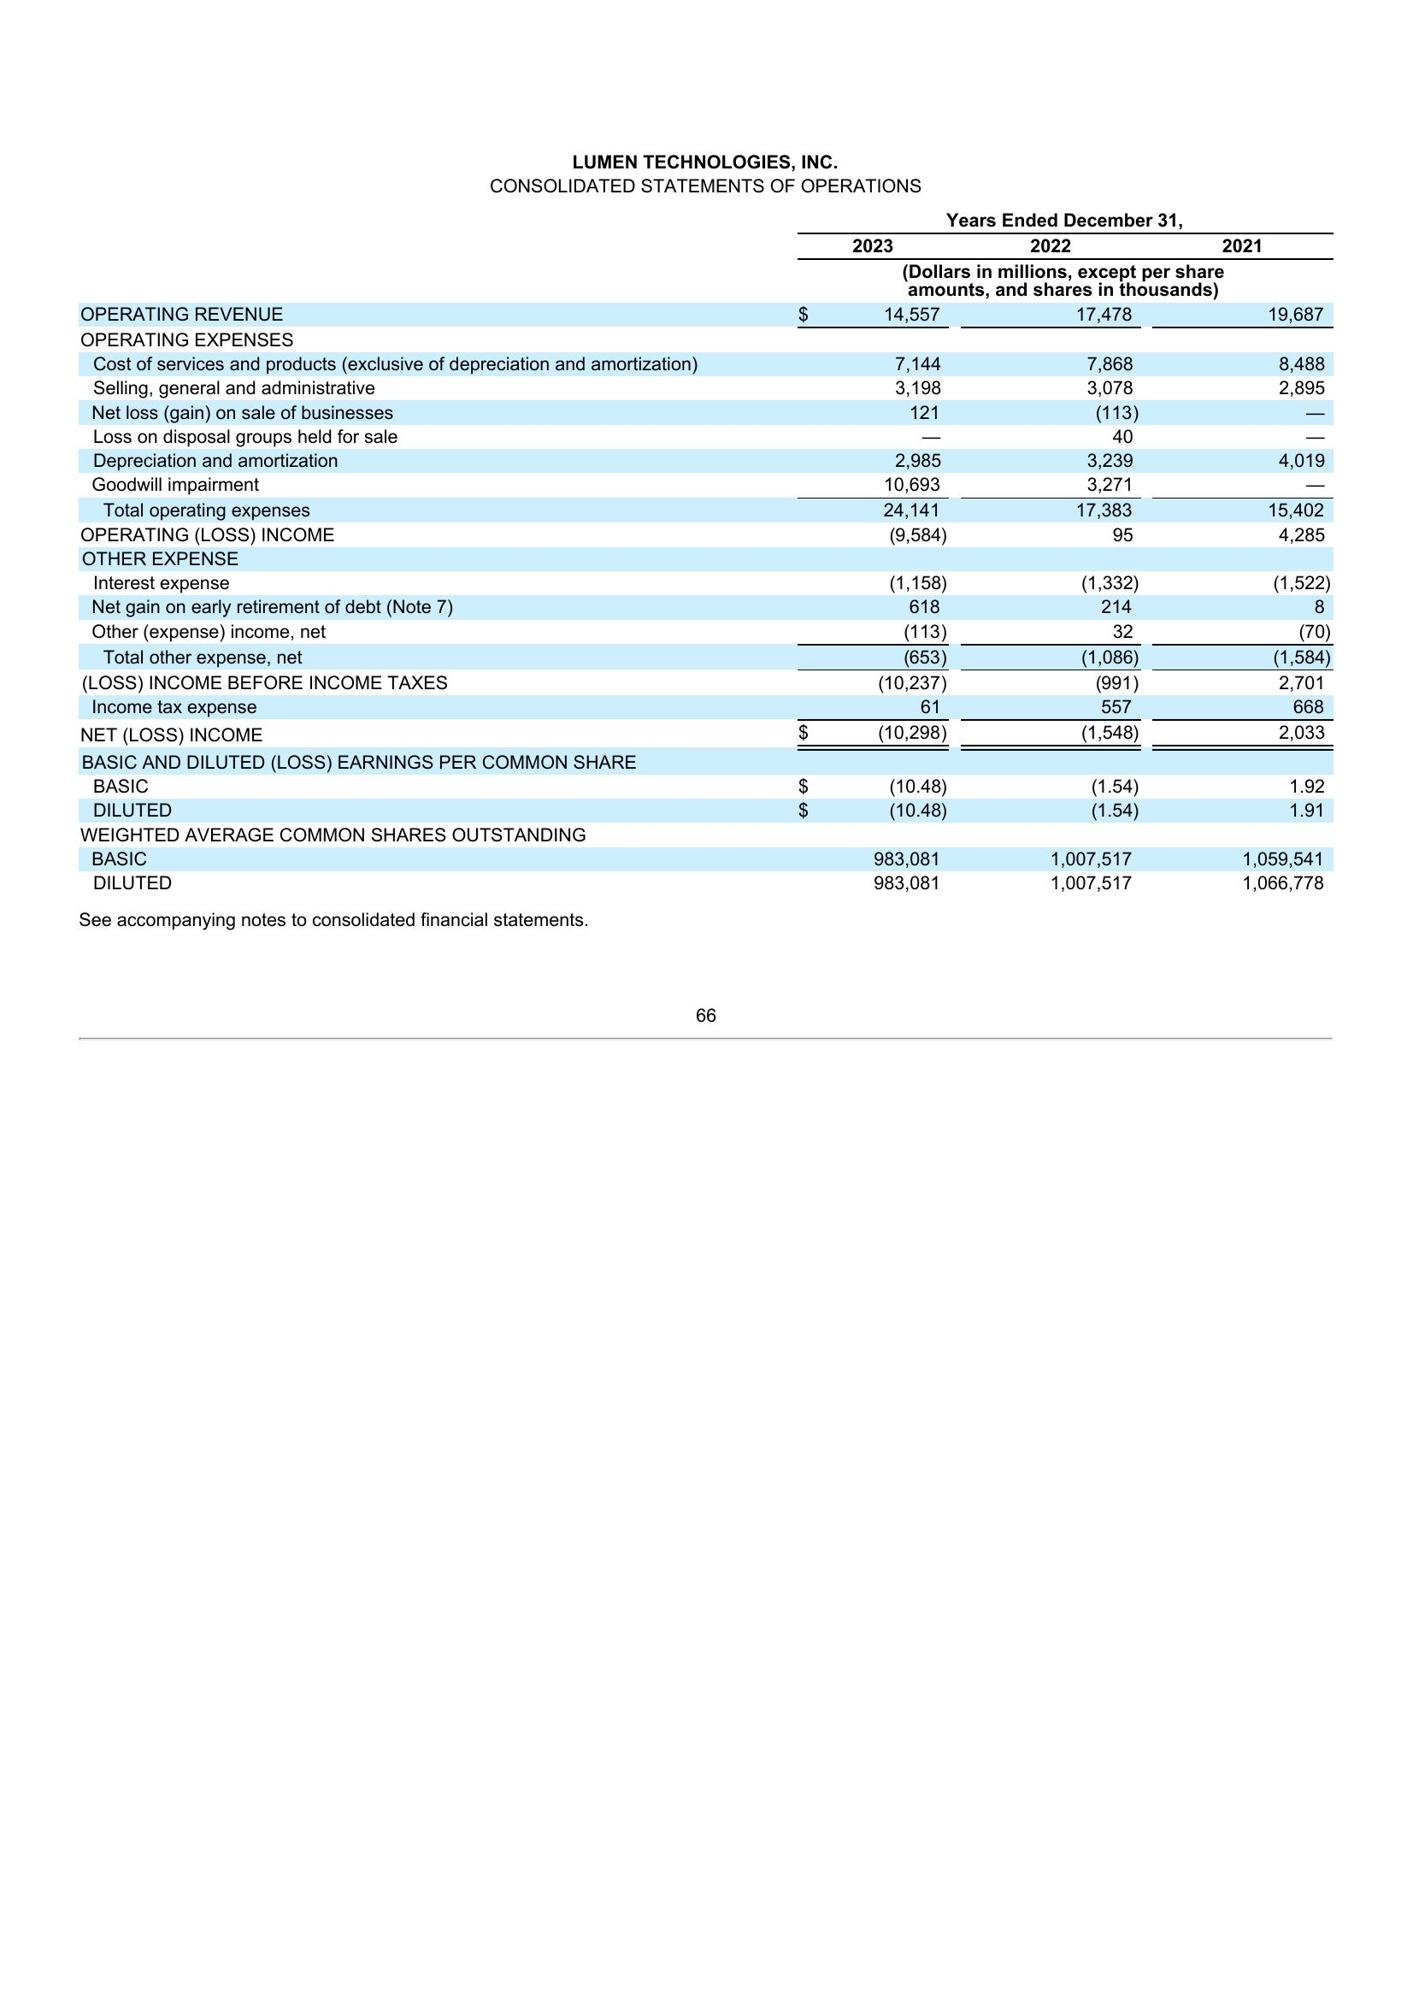 LUMEN TECHNOLOGIES, INC.
CONSOLIDATED STATEMENTS OF OPERATIONS
Years Ended December 31,
2023 2022 2021
(Dollars in millions, except per share
amounts, and shares in thousands)
OPERATING REVENUE $ 14,557 17,478 19,687
OPERATING EXPENSES
Cost of services and products (exclusive of depreciation and amortization) 7,144 7,868 8,488
Selling, general and administrative 3,198 3,078 2,895
Net loss (gain) on sale of businesses 121 (113) —
Loss on disposal groups held for sale — 40 —
Depreciation and amortization 2,985 3,239 4,019
Goodwill impairment 10,693 3,271 —
Total operating expenses 24,141 17,383 15,402
OPERATING (LOSS) INCOME (9,584) 95 4,285
OTHER EXPENSE
Interest expense (1,158) (1,332) (1,522)
Net gain on early retirement of debt (Note 7) 618 214 8
Other (expense) income, net (113) 32 (70)
Total other expense, net (653) (1,086) (1,584)
(LOSS) INCOME BEFORE INCOME TAXES (10,237) (991) 2,701
Income tax expense 61 557 668
NET (LOSS) INCOME $ (10,298) (1,548) 2,033
BASIC AND DILUTED (LOSS) EARNINGS PER COMMON SHARE
BASIC $ (10.48) (1.54) 1.92
DILUTED $ (10.48) (1.54) 1.91
WEIGHTED AVERAGE COMMON SHARES OUTSTANDING
BASIC 983,081 1,007,517 1,059,541
DILUTED 983,081 1,007,517 1,066,778
See accompanying notes to consolidated financial statements.
66